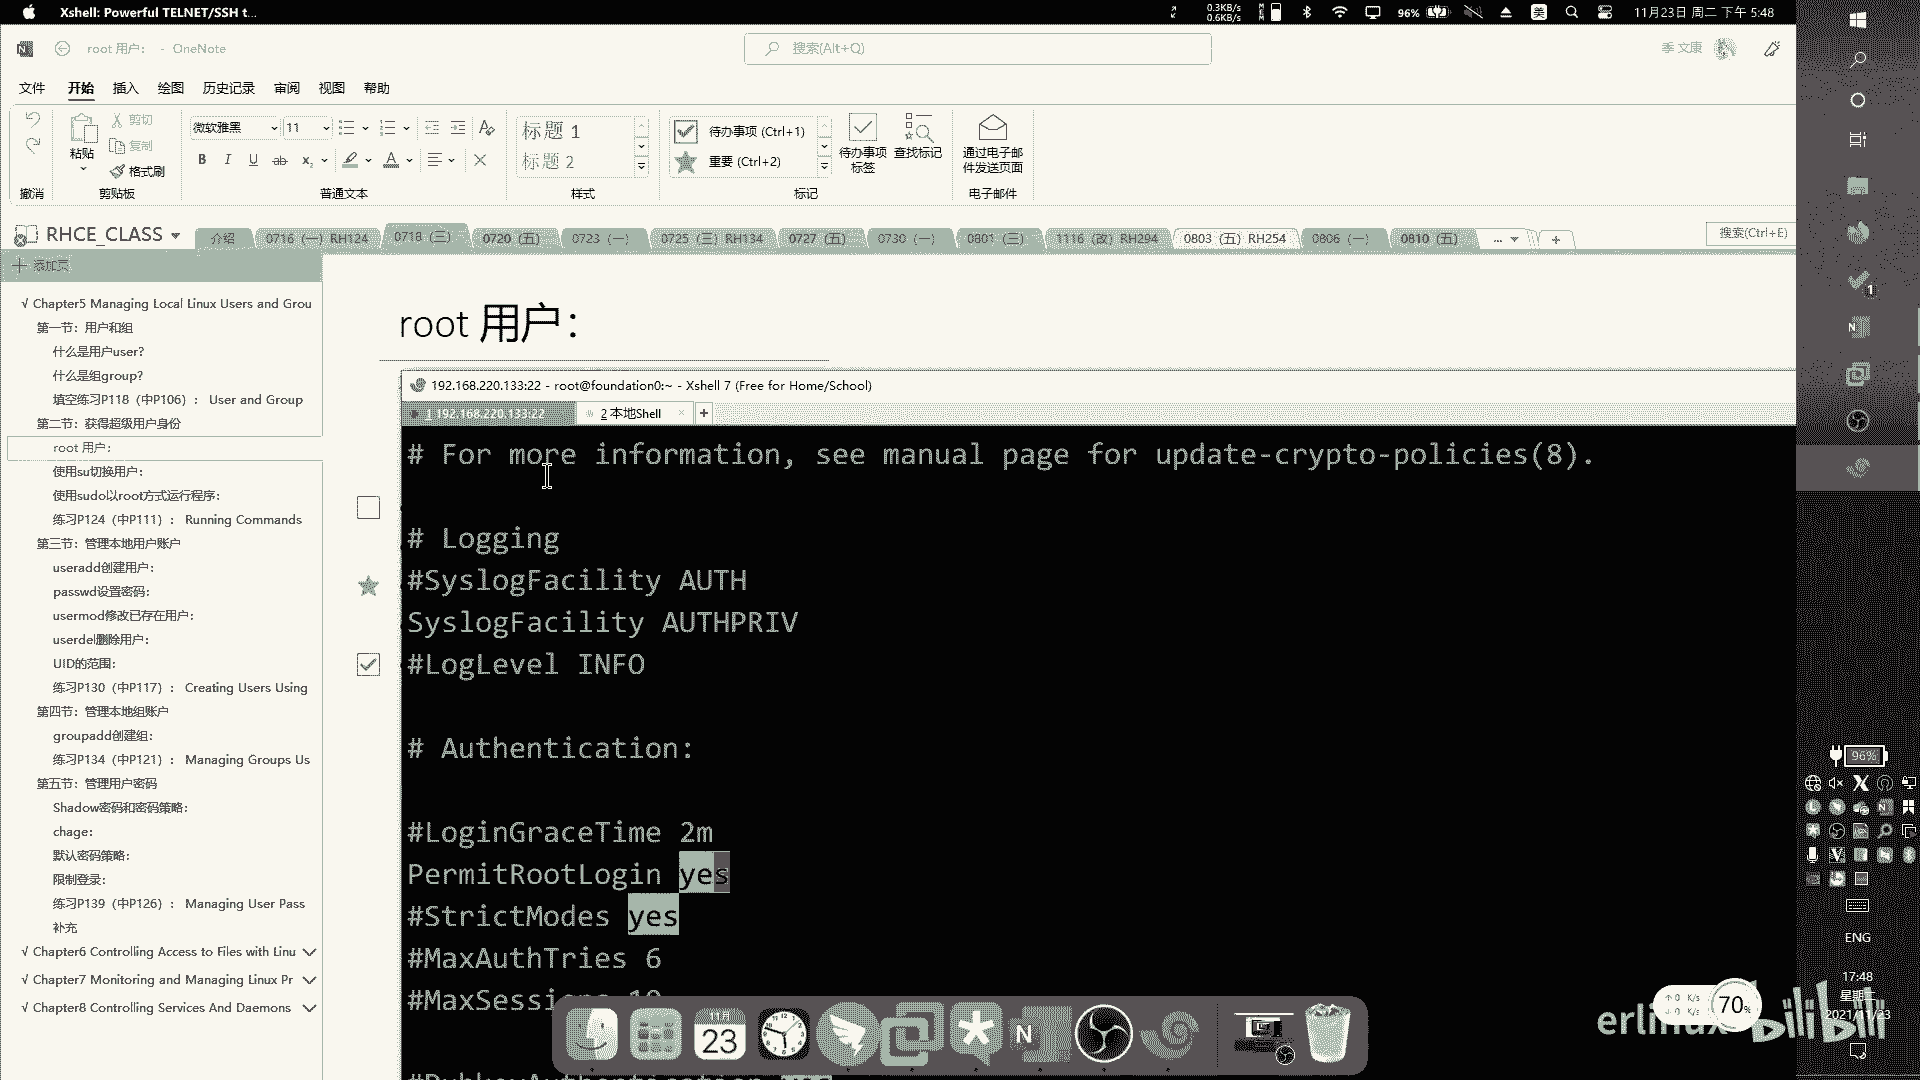 Xshell: Powerful TELNET/SSH t...
0.3KB/s
0.6KB/s
96%
美
11月23日 周二 下午 5:48
root 用户: - OneNote
搜索(Alt+Q)
季 文康
文件 开始 插入 绘图 历史记录 审阅 视图 帮助
撤消
粘贴
剪切
复制
格式刷
剪贴板
微软雅黑
11
B I U ab x
A
普通文本
标题 1
标题 2
样式
待办事项 (Ctrl+1)
重要 (Ctrl+2)
待办事项
标签
查找标记
标记
通过电子邮
件发送页面
电子邮件
RHCE_CLASS
介绍
0716 (一) RH124
0718 (三)
0720 (五)
0723 (一)
0725 (三) RH134
0727 (五)
0730 (一)
0801 (三)
1116 (改) RH294
0803 (五) RH254
0806 (一)
0810 (五)
...
搜索(Ctrl+E)
添加页
√ Chapter5 Managing Local Linux Users and Grou
第一节: 用户和组
什么是用户user?
什么是组group?
填空练习P118（中P106）: User and Group
第二节: 获得超级用户身份
root 用户:
使用su切换用户:
使用sudo以root方式运行程序:
练习P124（中P111）: Running Commands
第三节: 管理本地用户账户
useradd创建用户:
passwd设置密码:
usermod修改已存在用户:
userdel删除用户:
UID的范围:
练习P130（中P117）: Creating Users Using
第四节: 管理本地组账户
groupadd创建组:
练习P134（中P121）: Managing Groups Us
第五节: 管理用户密码
Shadow密码和密码策略:
chage:
默认密码策略:
限制登录:
练习P139（中P126）: Managing User Pass
补充
√ Chapter6 Controlling Access to Files with Linu
√ Chapter7 Monitoring and Managing Linux Pr
√ Chapter8 Controlling Services And Daemons
root 用户:
192.168.220.133:22 - root@foundation0:~ - Xshell 7 (Free for Home/School)
1 192.168.220.133:22
2 本地Shell
# For more information, see manual page for update-crypto-policies(8).
# Logging
#SyslogFacility AUTH
SyslogFacility AUTHPRIV
#LogLevel INFO
# Authentication:
#LoginGraceTime 2m
PermitRootLogin yes
#StrictModes yes
#MaxAuthTries 6
#MaxSessions 10
11月
23
N
1
96%
ENG
17:48
星期二
2021/11/23
0 K/s
0 K/s
70%
erlinux
bilibili